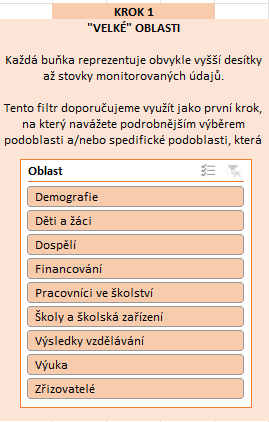 KROK 1
"VELKÉ" OBLASTI
Každá buňka reprezentuje obvykle vyšší desítky
až stovky monitorovaných údajů.
Tento filtr doporučujeme využít jako první krok,
na který navážete podrobnějším výběrem
podoblasti a/nebo spedifické podoblasti, která
Oblast
Demografie
Děti a žáci
Dospělí
Financování
Pracovníci ve školství
Školy a školská zařízení
Výsledky vzdělávání
Výuka
Zřizovatelé